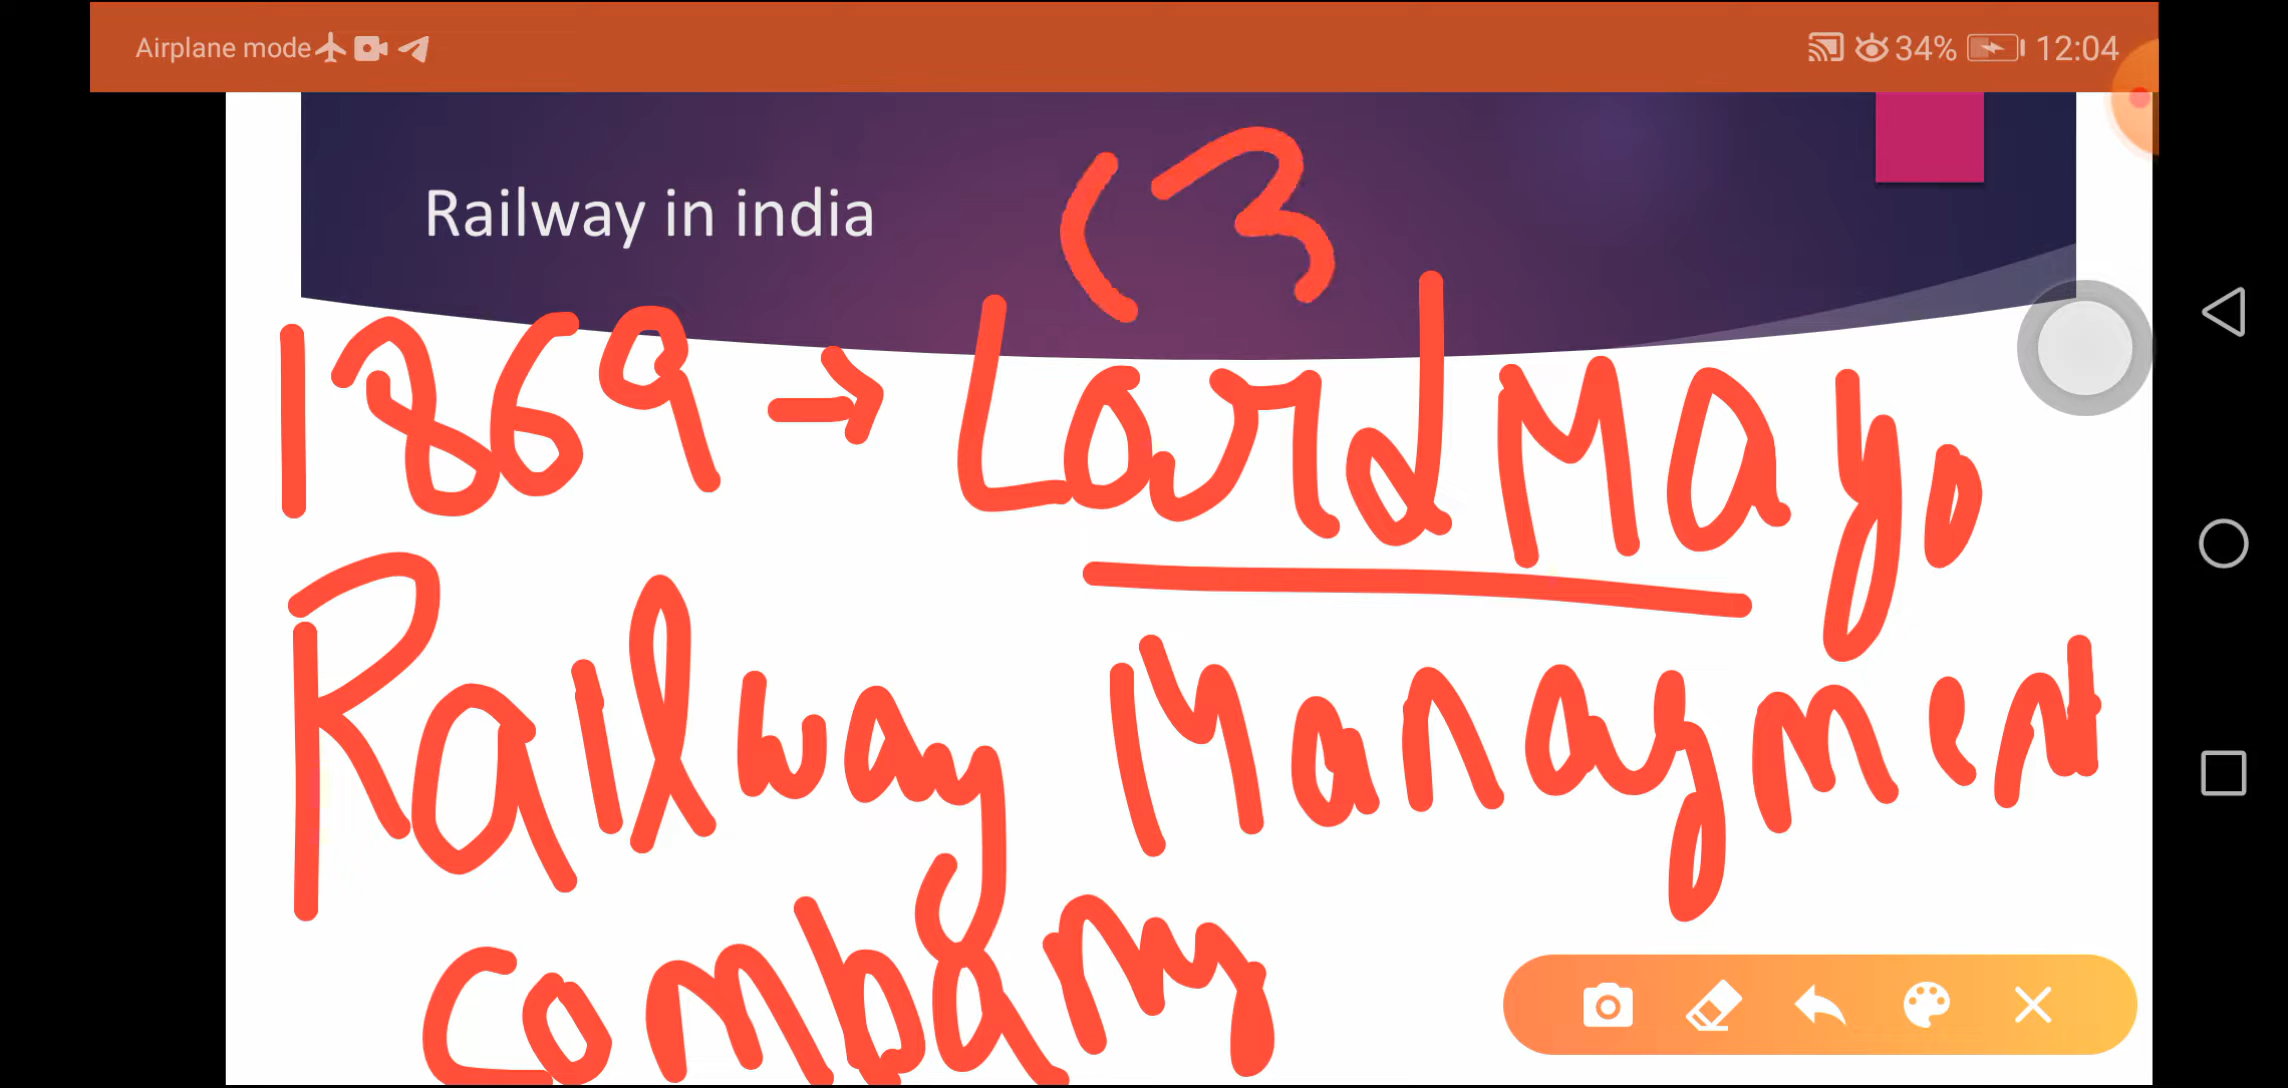 Airplane mode 34% 12:04
Railway in india (3
1869 → Lord Mayo
Railway Managment
Company